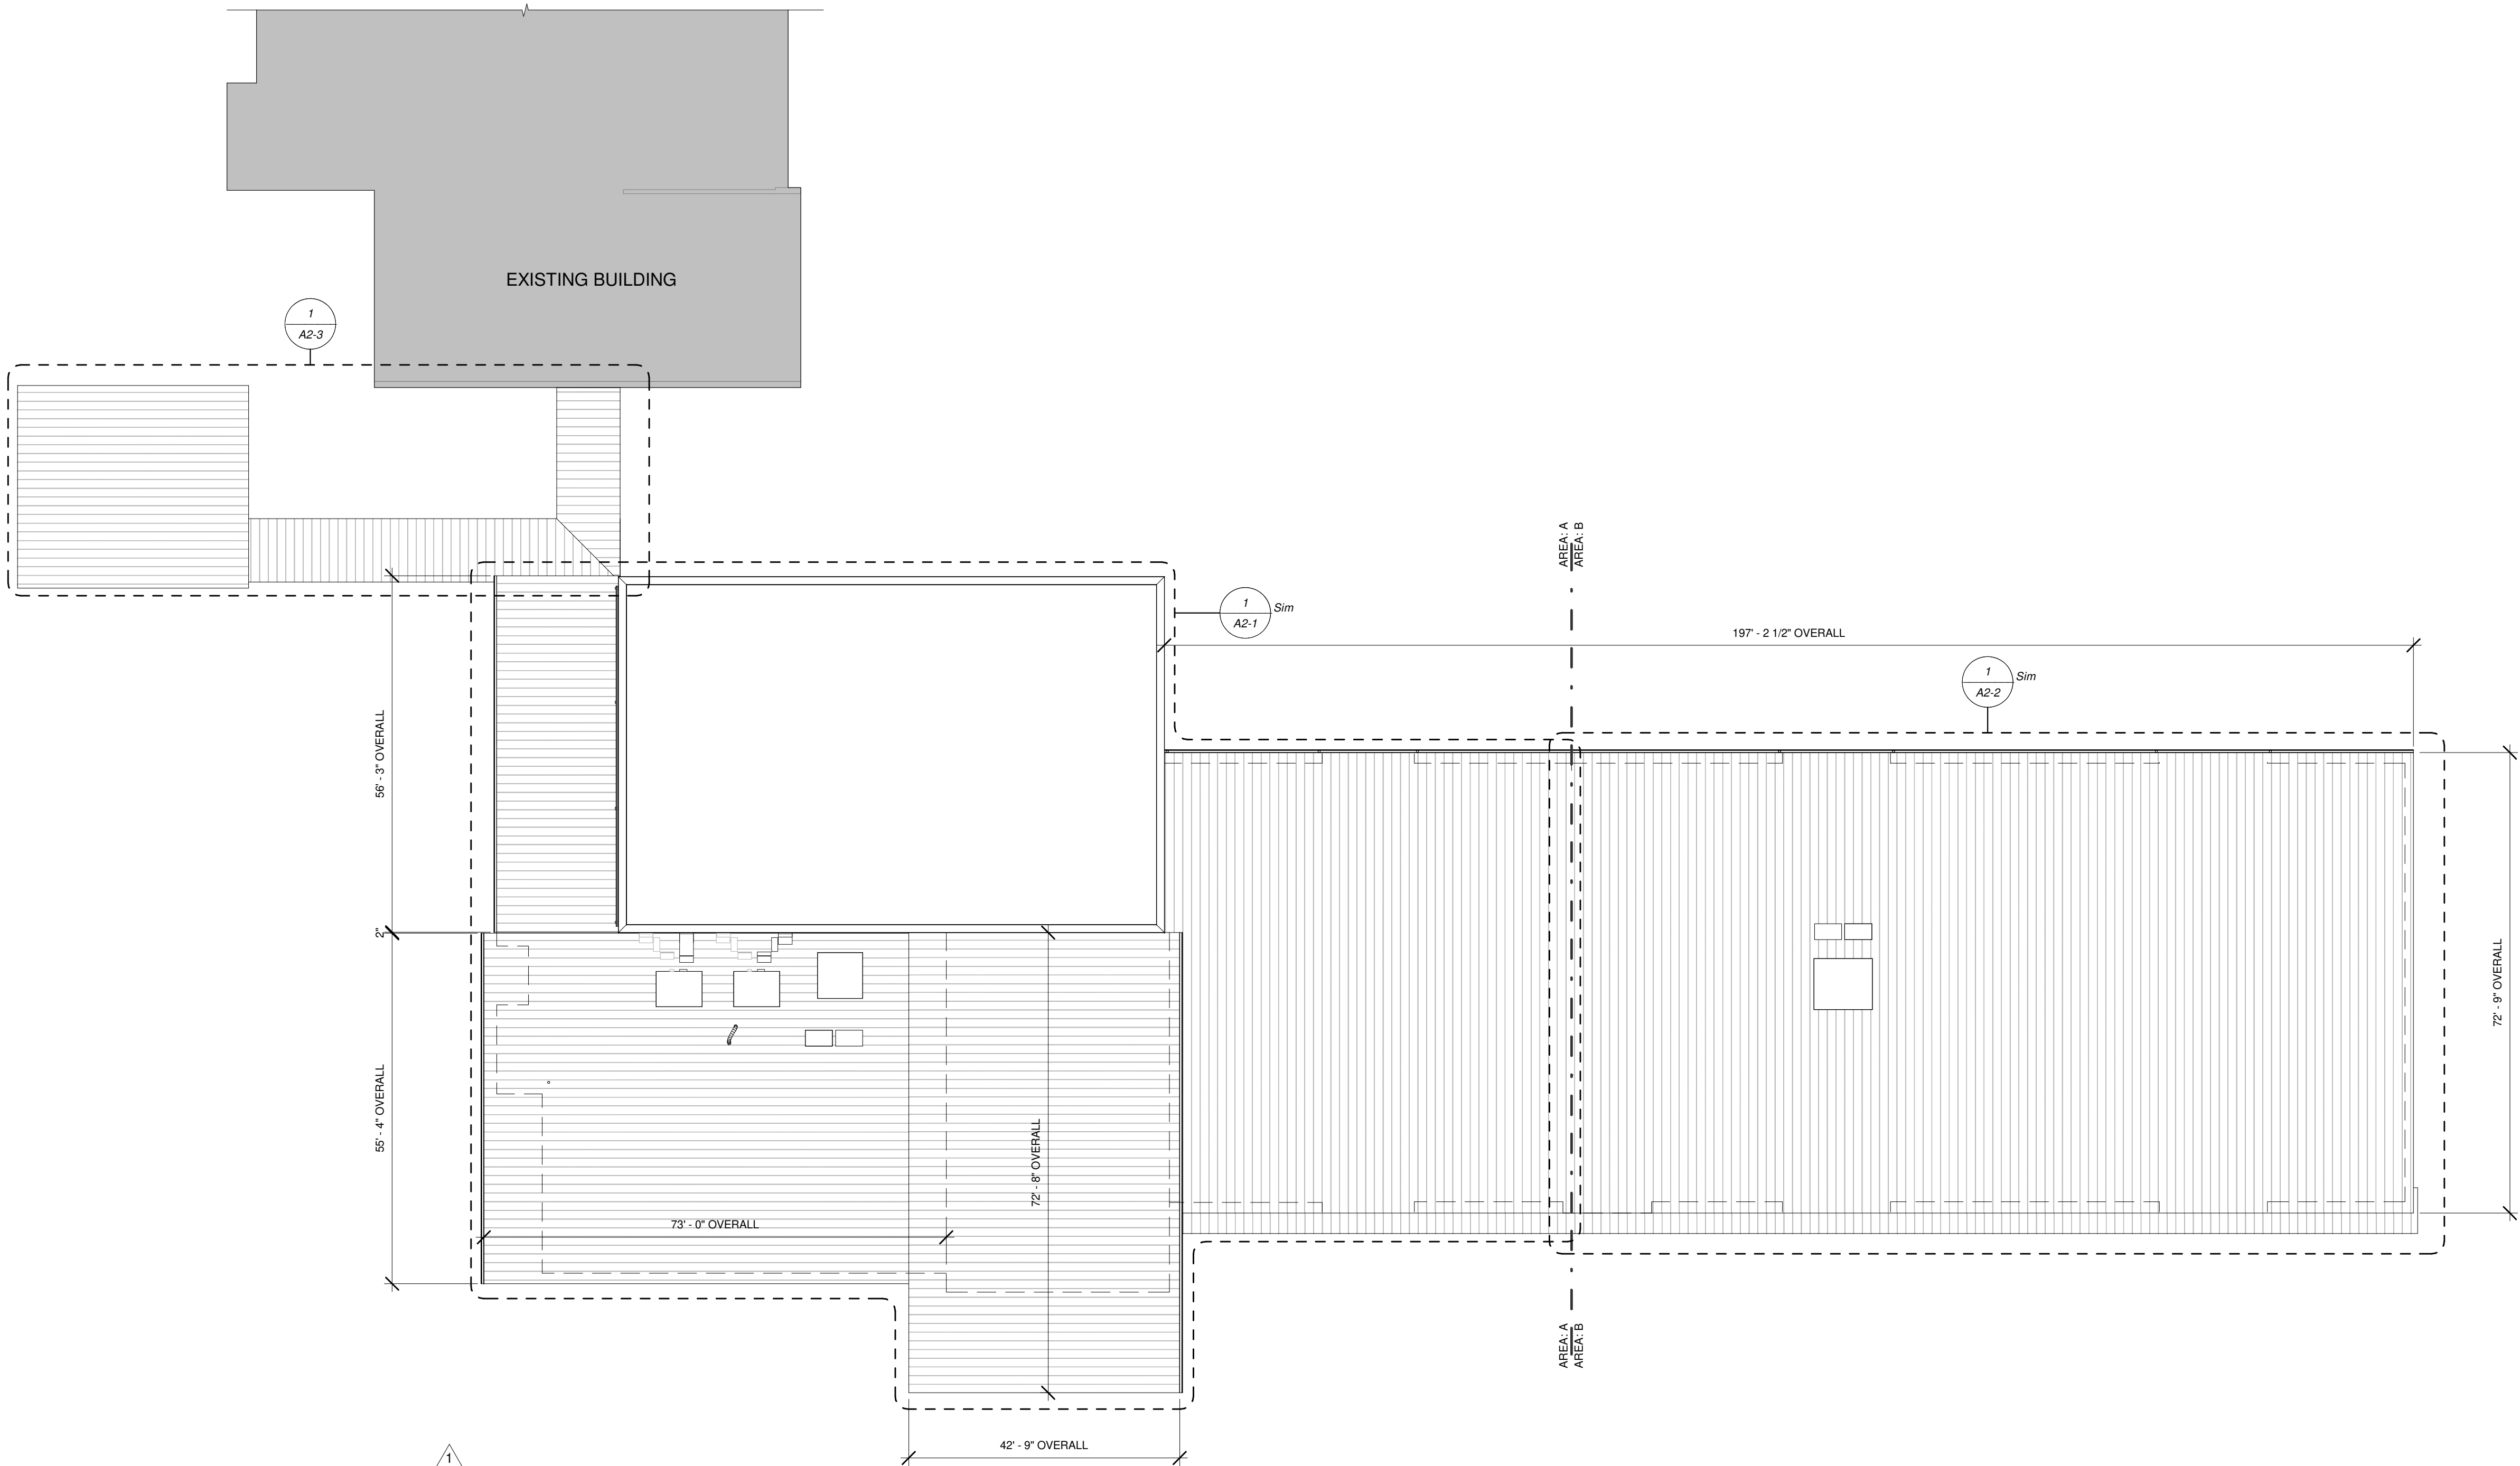 EXISTING BUILDING
1
A2-3
AREA: A
AREA: B
1
A2-1
Sim
197' - 2 1/2" OVERALL
1
A2-2
Sim
56' - 3" OVERALL
2"
55' - 4" OVERALL
72' - 9" OVERALL
72' - 8" OVERALL
73' - 0" OVERALL
AREA: A
AREA: B
42' - 9" OVERALL
1